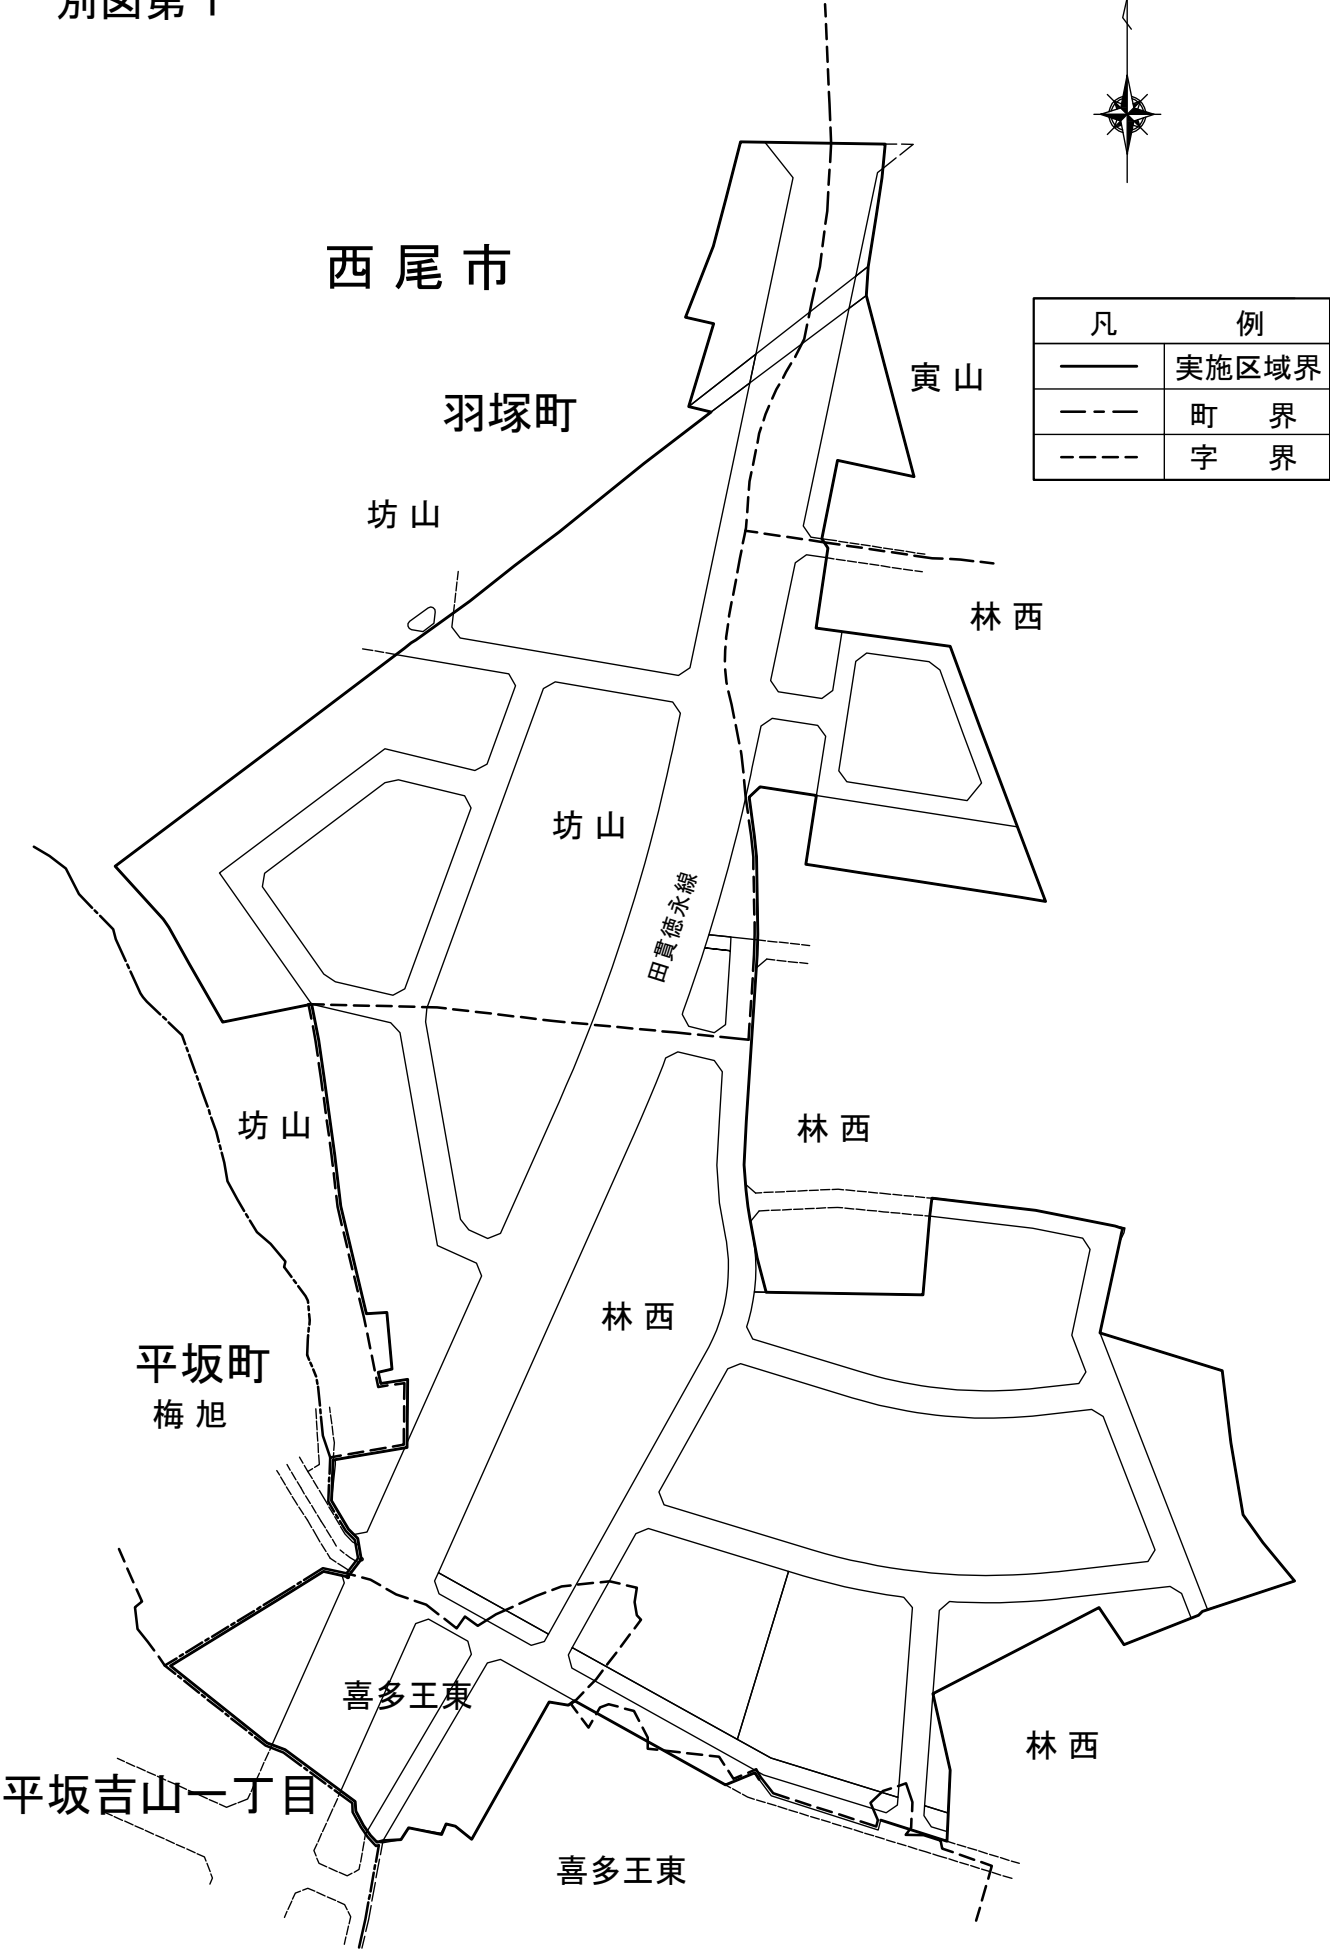 別図第1
西尾市
凡 例
実施区域界
町 界
字 界
寅山
羽塚町
坊山
林西
坊山
田貫徳永線
坊山
林西
林西
平坂町
梅旭
喜多王東
林西
平坂吉山一丁目
喜多王東